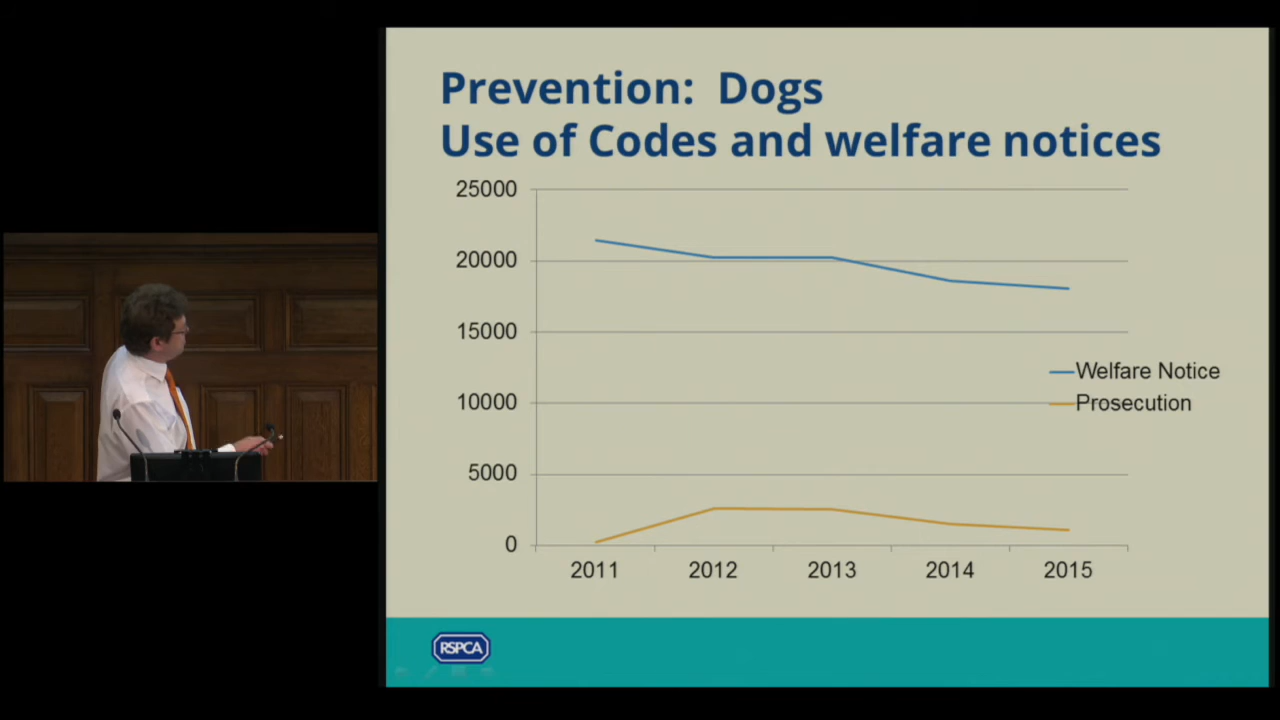 Prevention: Dogs
Use of Codes and welfare notices
25000
20000
15000
10000
5000
0
2011 2012 2013 2014 2015
Welfare Notice
Prosecution
RSPCA